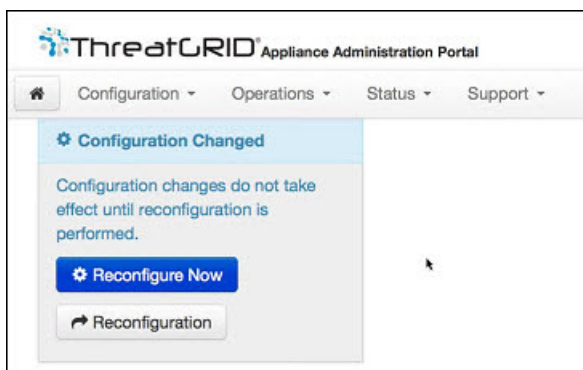 ThreatGRID® Appliance Administration Portal
Configuration Operations Status Support
Configuration Changed
Configuration changes do not take
effect until reconfiguration is
performed.
Reconfigure Now
Reconfiguration